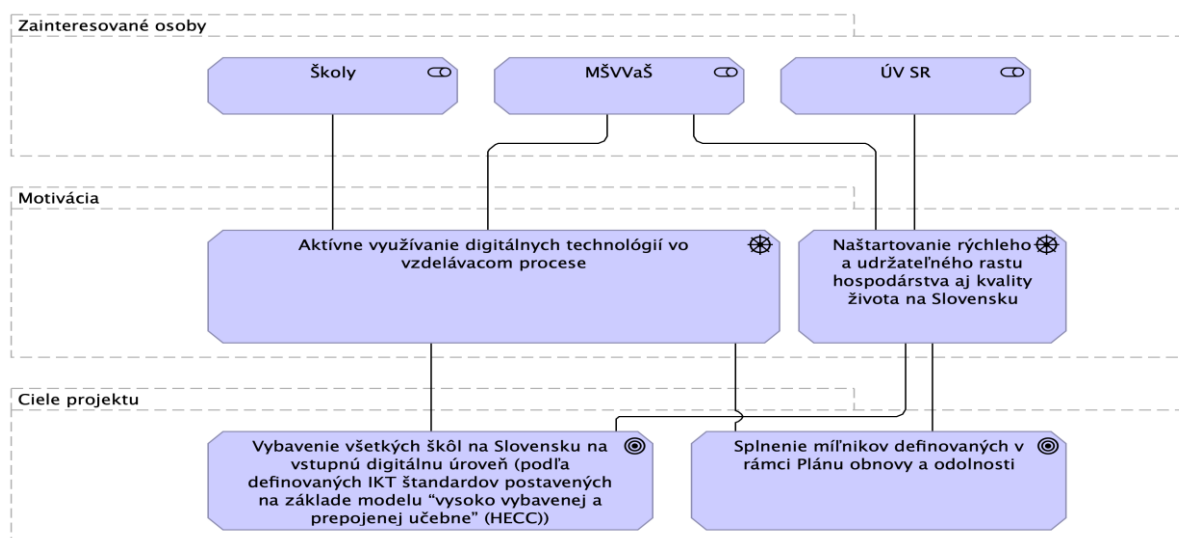 Zainteresované osoby
Školy
MŠVVaŠ
ÚV SR
Motivácia
Aktívne využívanie digitálnych technológií vo
vzdelávacom procese
Naštartovanie rýchleho
a udržateľného rastu
hospodárstva aj kvality
života na Slovensku
Ciele projektu
Vybavenie všetkých škôl na Slovensku na
vstupnú digitálnu úroveň (podľa
definovaných IKT štandardov postavených
na základe modelu “vysoko vybavenej a
prepojenej učebne” (HECC))
Splnenie míľnikov definovaných v
rámci Plánu obnovy a odolnosti